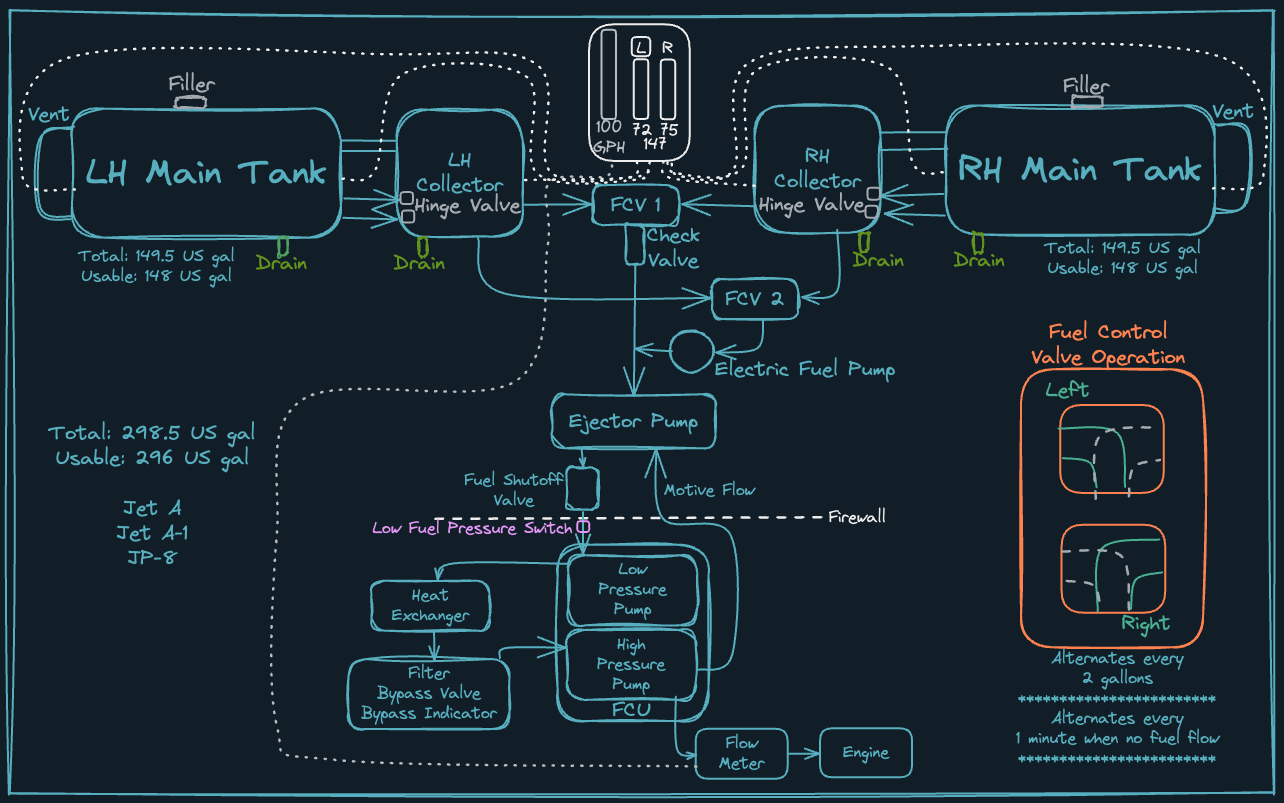 L R
Filler
Filler
Vent
Vent
LH Main Tank
LH
Collector
Hinge Valve
100
GPH
72 75
147
FCV 1
RH
Collector
Hinge Valve
RH Main Tank
Check
Valve
Total: 149.5 US gal
Usable: 148 US gal
Drain
Drain
Drain
Drain
Total: 149.5 US gal
Usable: 148 US gal
FCV 2
Electric Fuel Pump
Ejector Pump
Fuel Control
Valve Operation
Left
Right
Alternates every
2 gallons
*************************
Alternates every
1 minute when no fuel flow
*************************
Total: 298.5 US gal
Usable: 296 US gal
Jet A
Jet A-1
JP-8
Fuel Shutoff
Valve
Motive Flow
Firewall
Low Fuel Pressure Switch
Low
Pressure
Pump
Heat
Exchanger
High
Pressure
Pump
FCU
Filter
Bypass Valve
Bypass Indicator
Flow
Meter
Engine